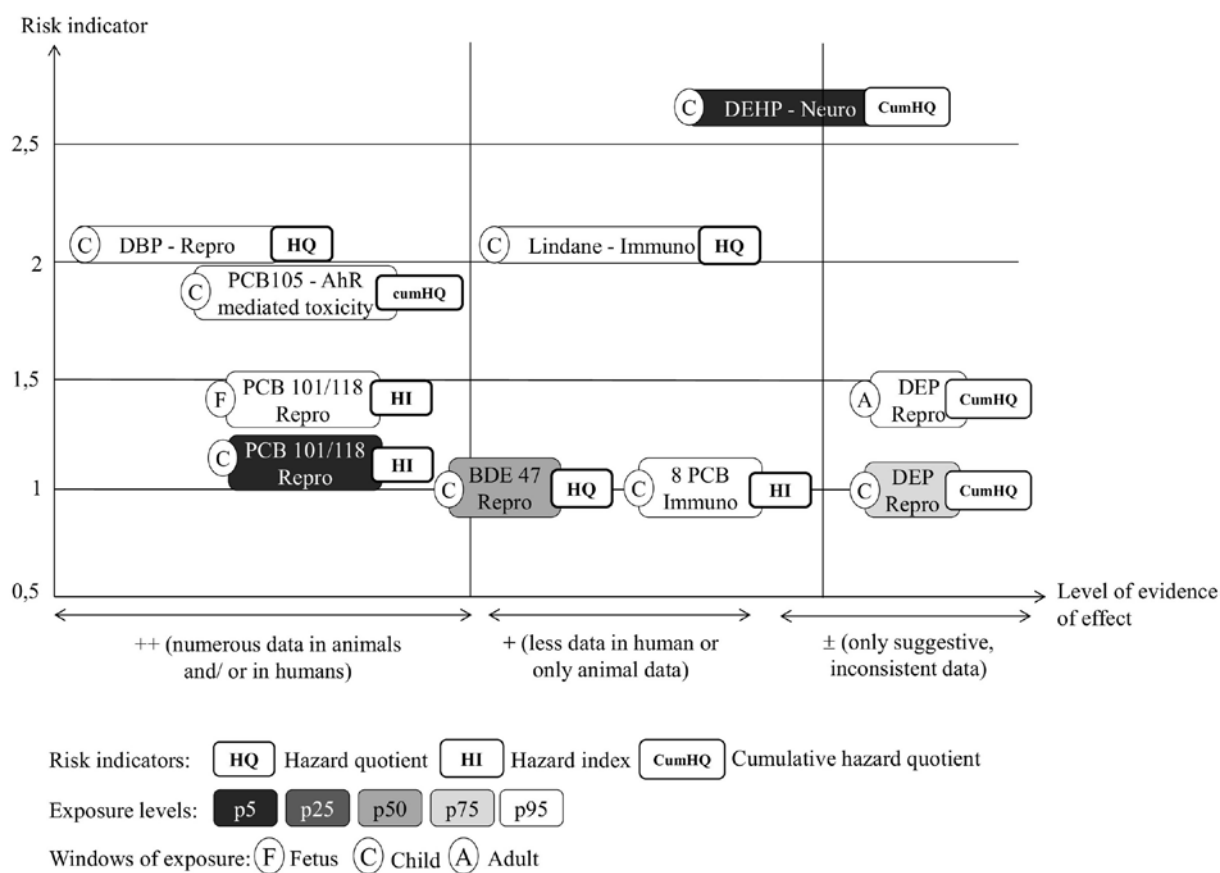 Risk indicator
C DEHP - Neuro CumHQ
2,5
C DBP - Repro HQ
C Lindane - Immuno HQ
2
C PCB105 - AhR
mediated toxicity cumHQ
1,5
F PCB 101/118
Repro HI
A DEP
Repro CumHQ
C PCB 101/118
Repro HI
1
C BDE 47
Repro HQ
C 8 PCB
Immuno HI
C DEP
Repro CumHQ
0,5
Level of evidence
of effect
++ (numerous data in animals
and/ or in humans)
+ (less data in human or
only animal data)
± (only suggestive,
inconsistent data)
Risk indicators: HQ Hazard quotient HI Hazard index CumHQ Cumulative hazard quotient
Exposure levels: p5 p25 p50 p75 p95
Windows of exposure: F Fetus C Child A Adult